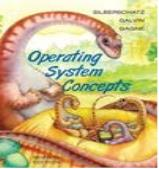 SILBERSCHATZ
GALVIN
GAGNE
Operating
System
Concepts